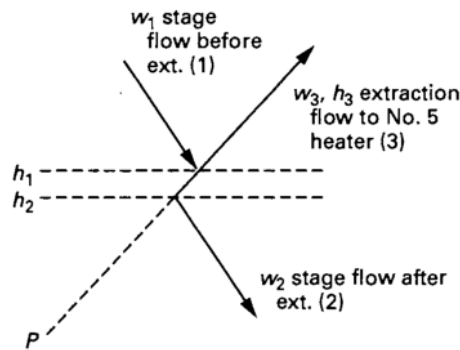 w₁ stage
flow before
ext. (1)
w₃, h₃ extraction
flow to No. 5
heater (3)
h₁
h₂
w₂ stage flow after
ext. (2)
P